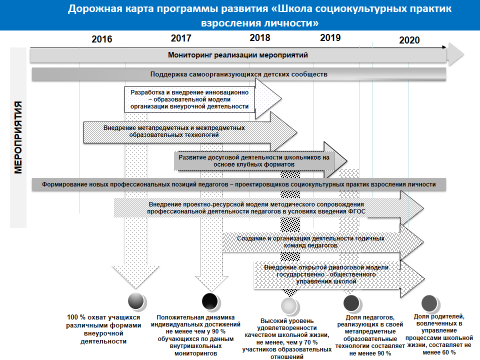 Дорожная карта программы развития «Школа социокультурных практик
взросления личности»
2016
2017
2018
2019
2020
МЕРОПРИЯТИЯ
Мониторинг реализации мероприятий
Поддержка самоорганизующихся детских сообществ
Разработка и внедрение инновационно
– образовательной модели
организации внеурочной деятельности
Внедрение метапредметных и межпредметных
образовательных технологий
Развитие досуговой деятельности школьников на
основе клубных форматов
Формирование новых профессиональных позиций педагогов – проектировщиков социокультурных практик взросления личности
Внедрение проектно-ресурсной модели методического сопровождения
профессиональной деятельности педагогов в условиях введения ФГОС
Создание и организация деятельности годичных
команд педагогов
Внедрение открытой диалоговой модели
государственно - общественного
управления школой
100 % охват учащихся
различными формами
внеурочной
деятельности
Положительная динамика
индивидуальных достижений
не менее чем у 90 %
обучающихся по данным
внутришкольных
мониторингов
Высокий уровень
удовлетворенности
качеством школьной жизни,
не менее, чем у 70 %
участников образовательных
отношений
Доля педагогов,
реализующих в своей
метапредметные
образовательные
технологии составляет
не менее 90 %
Доля родителей,
вовлеченных в
управление
процессами школьной
жизни, составляет
не менее 60 %